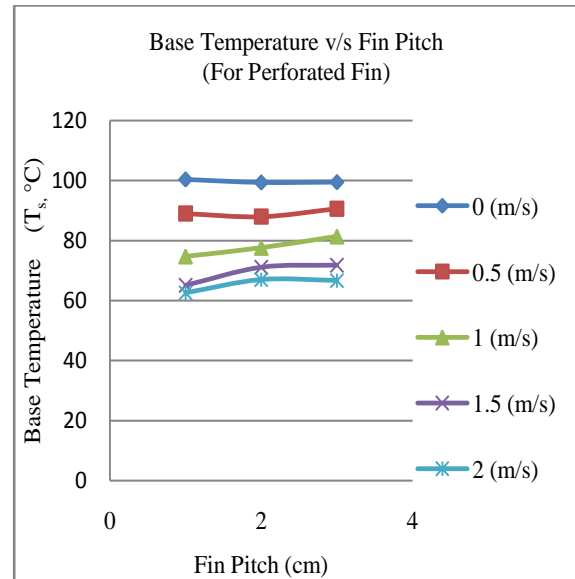 Base Temperature v/s Fin Pitch
(For Perforated Fin)
Base Temperature (Ts, °C)
120
100
80
60
40
20
0
0
2
4
Fin Pitch (cm)
0 (m/s)
0.5 (m/s)
1 (m/s)
1.5 (m/s)
2 (m/s)